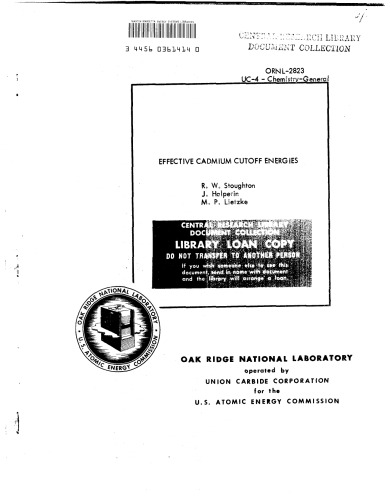 3 4456 0361414 0
CENTRAL RESEARCH LIBRARY
DOCUMENT COLLECTION
ORNL-2823
UC-4 - Chemistry-General
EFFECTIVE CADMIUM CUTOFF ENERGIES
R. W. Stoughton
J. Halperin
M. P. Lietzke
CENTRAL RESEARCH LIBRARY
DOCUMENT COLLECTION
LIBRARY LOAN COPY
DO NOT TRANSFER TO ANOTHER PERSON
If you wish someone else to see this
document, send in name with document
and the library will arrange a loan.
OAK RIDGE NATIONAL LABORATORY
U.S. ATOMIC ENERGY COMMISSION
OAK RIDGE NATIONAL LABORATORY
operated by
UNION CARBIDE CORPORATION
for the
U.S. ATOMIC ENERGY COMMISSION